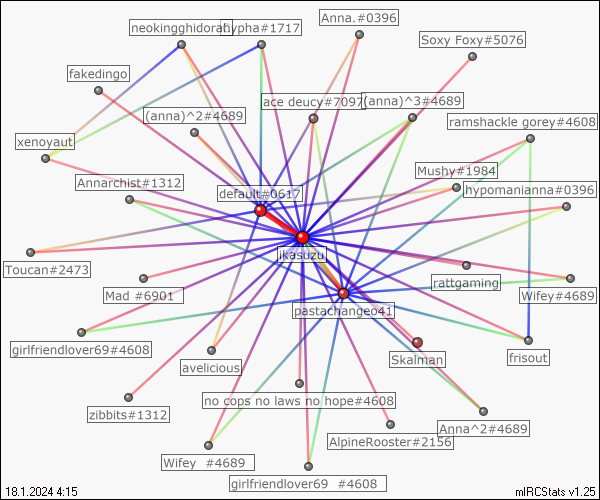 Anna.#0396
neokingghidorah
hypha#1717
Soxy Foxy#5076
fakedingo
ace deucy#7097
(anna)^3#4689
(anna)^2#4689
ramshackle gorey#4608
xenoyaut
Mushy#1984
Annarchist#1312
hypomanianna#0396
default#0617
ikasuzu
Toucan#2473
rattgaming
Mad #6901
Wifey#4689
pastachangeo41
girlfriendlover69#4608
frisout
avelicious
Skalman
no cops no laws no hope#4608
zibbits#1312
Anna^2#4689
AlpineRooster#2156
Wifey #4689
girlfriendlover69 #4608
18.1.2024 4:15
mIRCStats v1.25